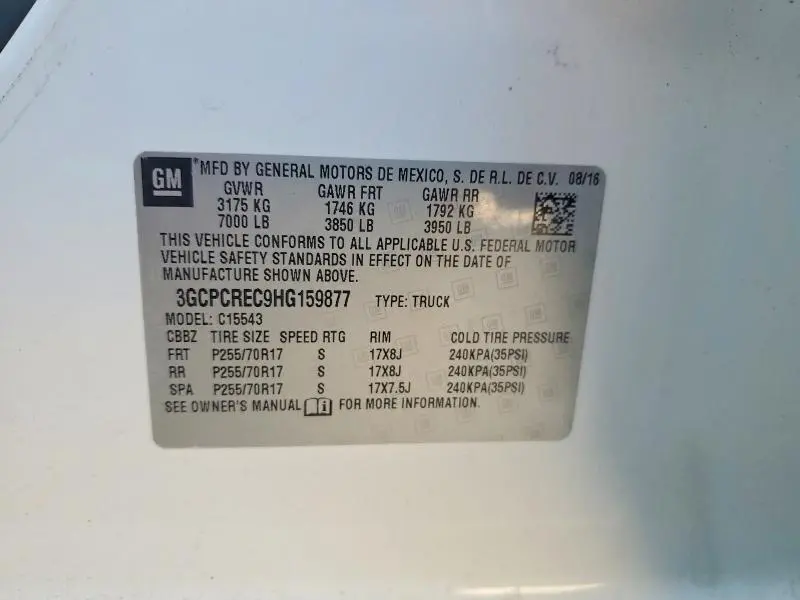 GM
*MFD BY GENERAL MOTORS DE MEXICO, S. DE R.L. DE C.V. 08/16
GVWR GAWR FRT GAWR RR
3175 KG 1746 KG 1792 KG
7000 LB 3850 LB 3950 LB
THIS VEHICLE CONFORMS TO ALL APPLICABLE U.S. FEDERAL MOTOR
VEHICLE SAFETY STANDARDS IN EFFECT ON THE DATE OF
MANUFACTURE SHOWN ABOVE.
3GCPCREC9HG159877 TYPE: TRUCK
MODEL: C15543
CBBZ TIRE SIZE SPEED RTG RIM COLD TIRE PRESSURE
FRT P255/70R17 S 17X8J 240KPA(35PSI)
RR P255/70R17 S 17X8J 240KPA(35PSI)
SPA P255/70R17 S 17X7.5J 240KPA(35PSI)
SEE OWNER'S MANUAL FOR MORE INFORMATION.